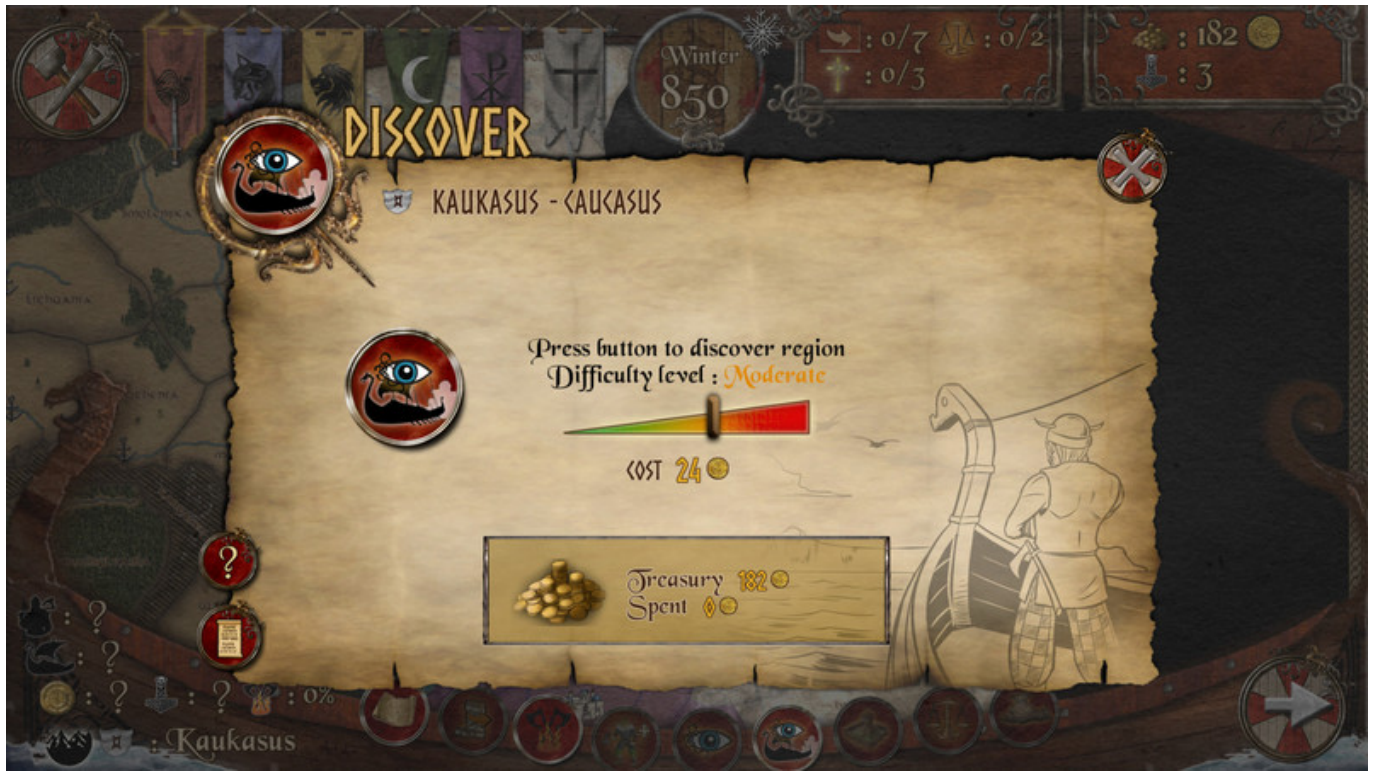 Winter
850
: 0/7 : 0/2
: 0/3
: 182
: 3
DISCOVER
KAUKASUS - CAUCASUS
Press button to discover region
Difficulty level : Moderate
COST 24
Treasury 182
Spent 0
?
: ?
: ?
: ? : ? : 0%
: Kaukasus